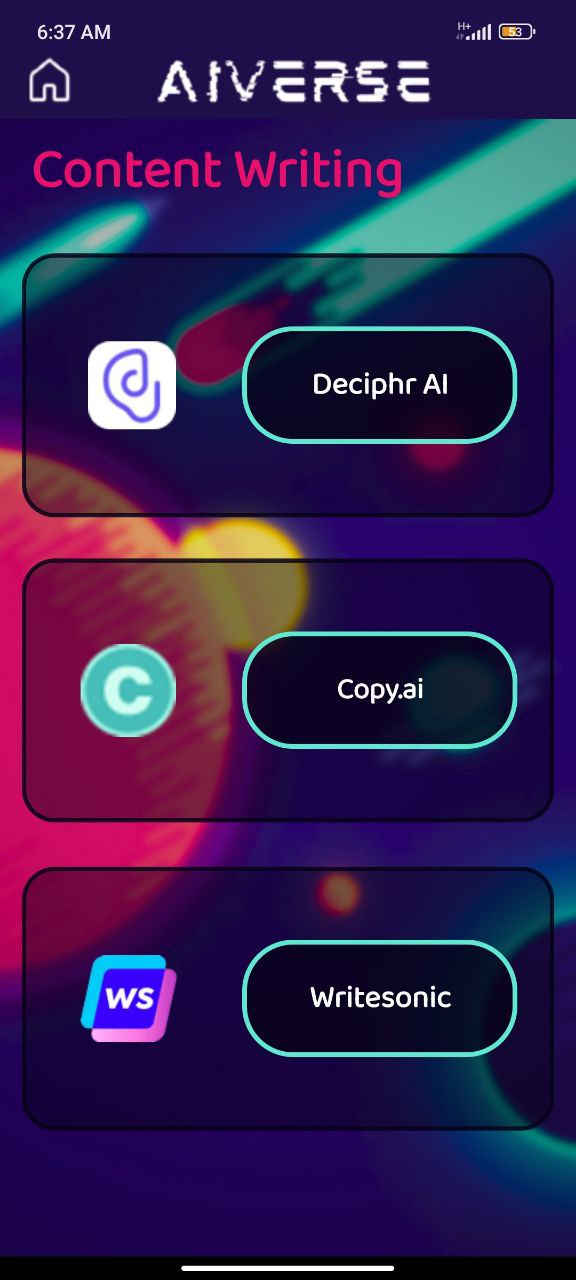 6:37 AM H+ 53
AIVERSE
Content Writing
Deciphr AI
C Copy.ai
WS Writesonic